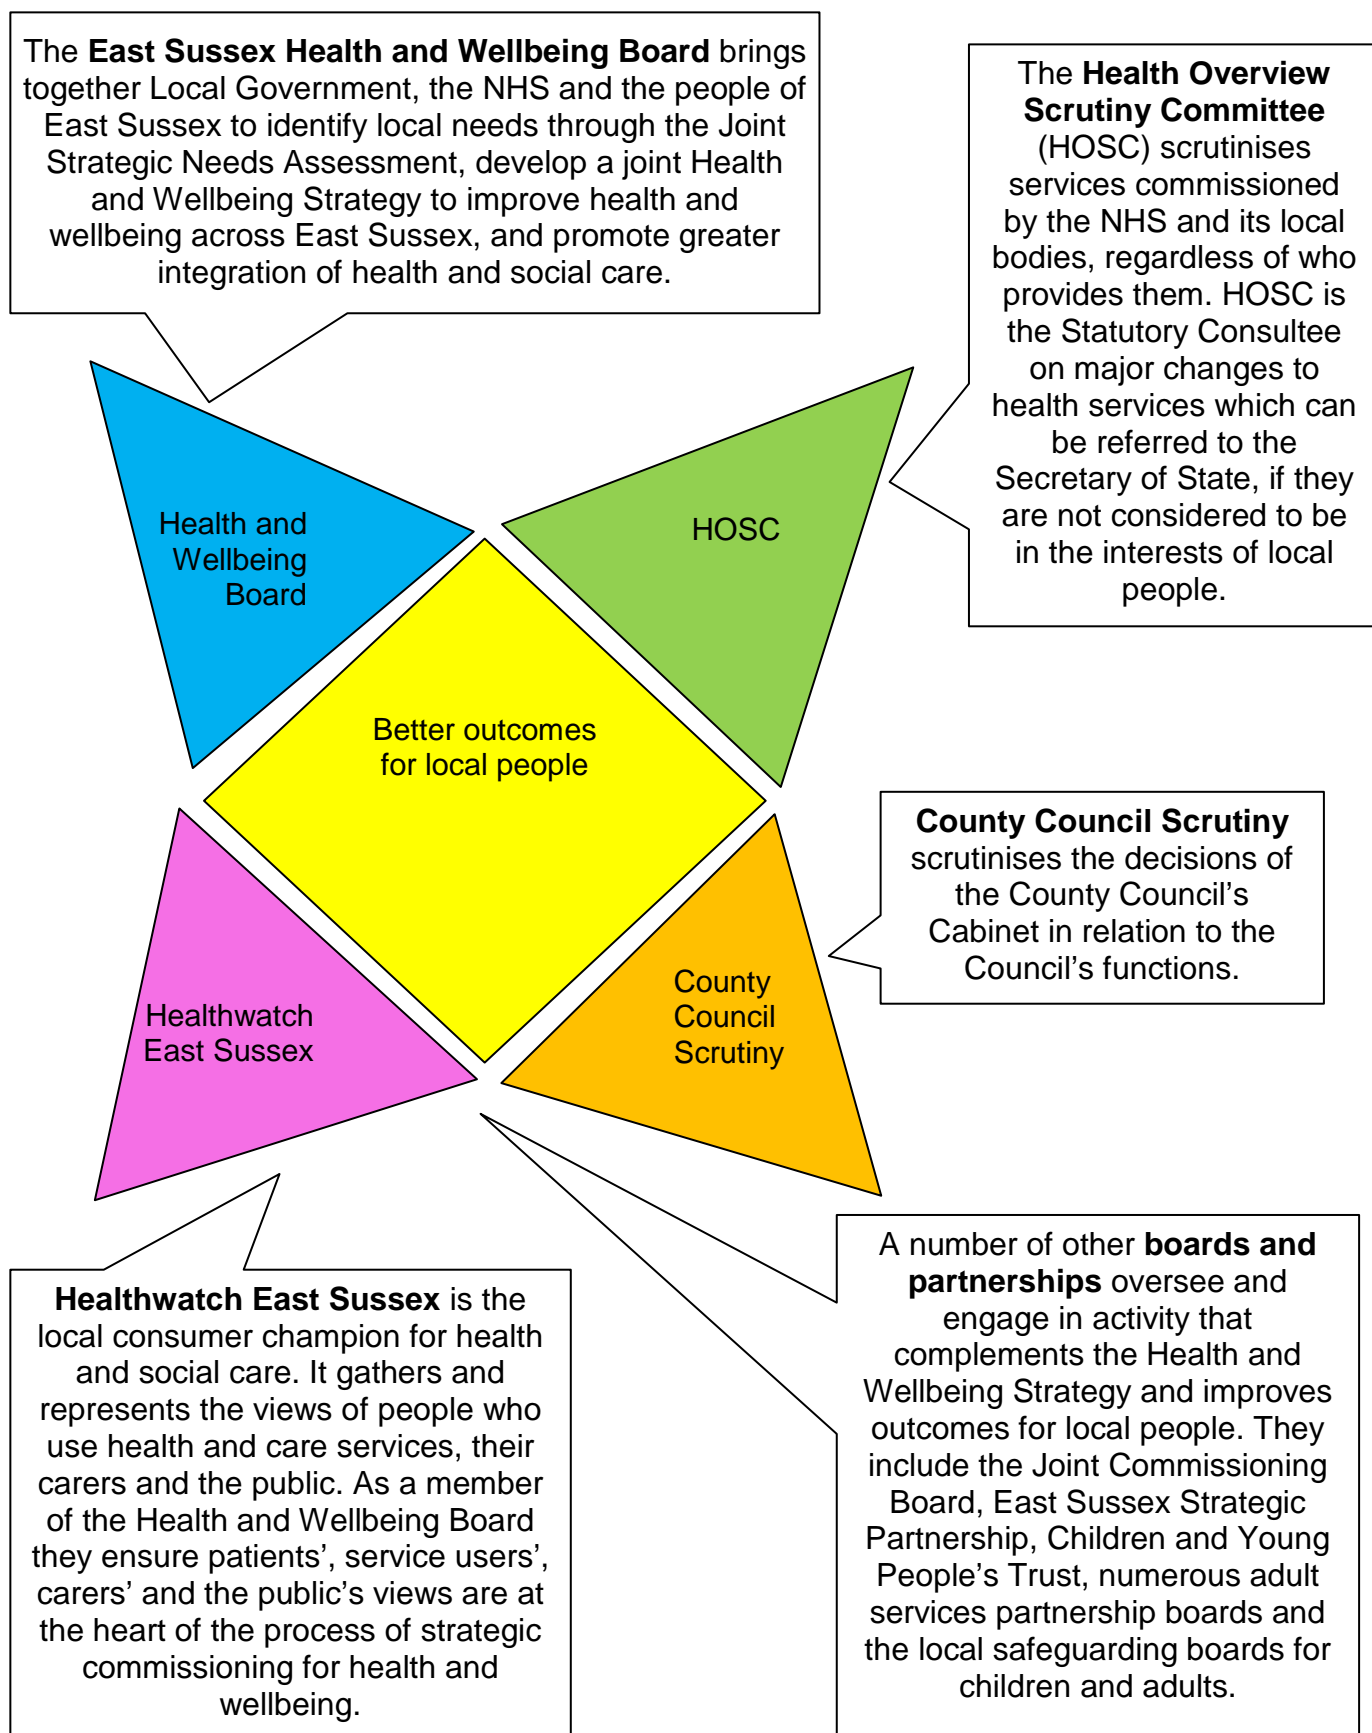 The East Sussex Health and Wellbeing Board brings
together Local Government, the NHS and the people of
East Sussex to identify local needs through the Joint
Strategic Needs Assessment, develop a joint Health
and Wellbeing Strategy to improve health and
wellbeing across East Sussex, and promote greater
integration of health and social care.
The Health Overview
Scrutiny Committee
(HOSC) scrutinises
services commissioned
by the NHS and its local
bodies, regardless of who
provides them. HOSC is
the Statutory Consultee
on major changes to
health services which can
be referred to the
Secretary of State, if they
are not considered to be
in the interests of local
people.
Health and
Wellbeing
Board
HOSC
Better outcomes
for local people
County Council Scrutiny
scrutinises the decisions of
the County Council’s
Cabinet in relation to the
Council’s functions.
Healthwatch
East Sussex
County
Council
Scrutiny
Healthwatch East Sussex is the
local consumer champion for health
and social care. It gathers and
represents the views of people who
use health and care services, their
carers and the public. As a member
of the Health and Wellbeing Board
they ensure patients’, service users’,
carers’ and the public’s views are at
the heart of the process of strategic
commissioning for health and
wellbeing.
A number of other boards and
partnerships oversee and
engage in activity that
complements the Health and
Wellbeing Strategy and improves
outcomes for local people. They
include the Joint Commissioning
Board, East Sussex Strategic
Partnership, Children and Young
People’s Trust, numerous adult
services partnership boards and
the local safeguarding boards for
children and adults.